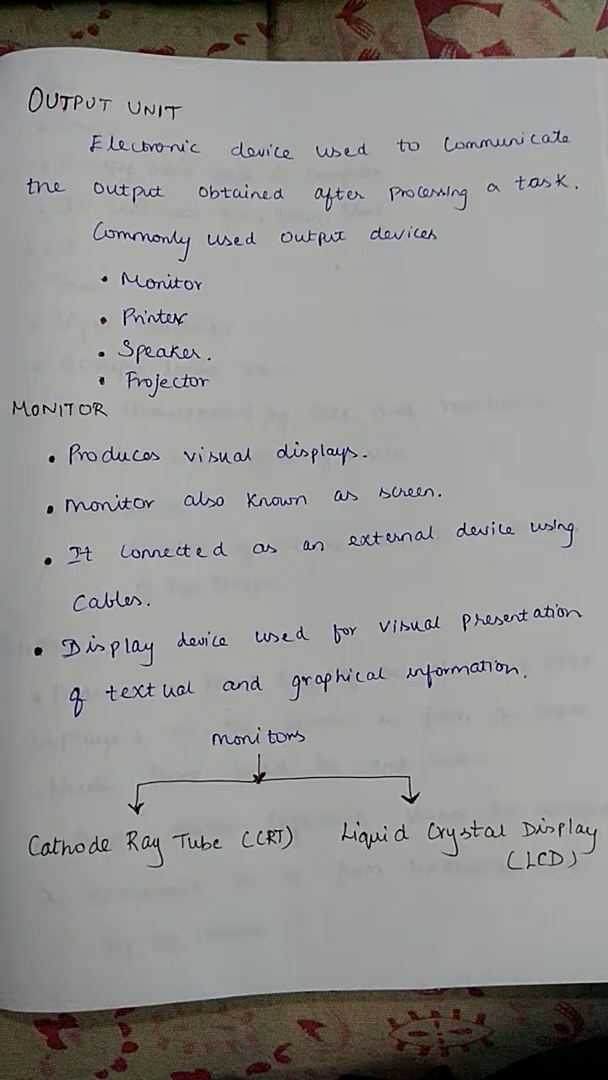 OUTPUT UNIT
Electronic device used to Communicate
the output obtained after processing a task.
Commonly used output devices
• Monitor
• Printer
• Speaker.
• Projector
MONITOR
• Produces visual displays.
• Monitor also known as screen.
• It connected as an external device using
Cables.
• Display device used for visual presentation
of textual and graphical information.
Monitors
Cathode Ray Tube (CRT) Liquid Crystal Display
(LCD)